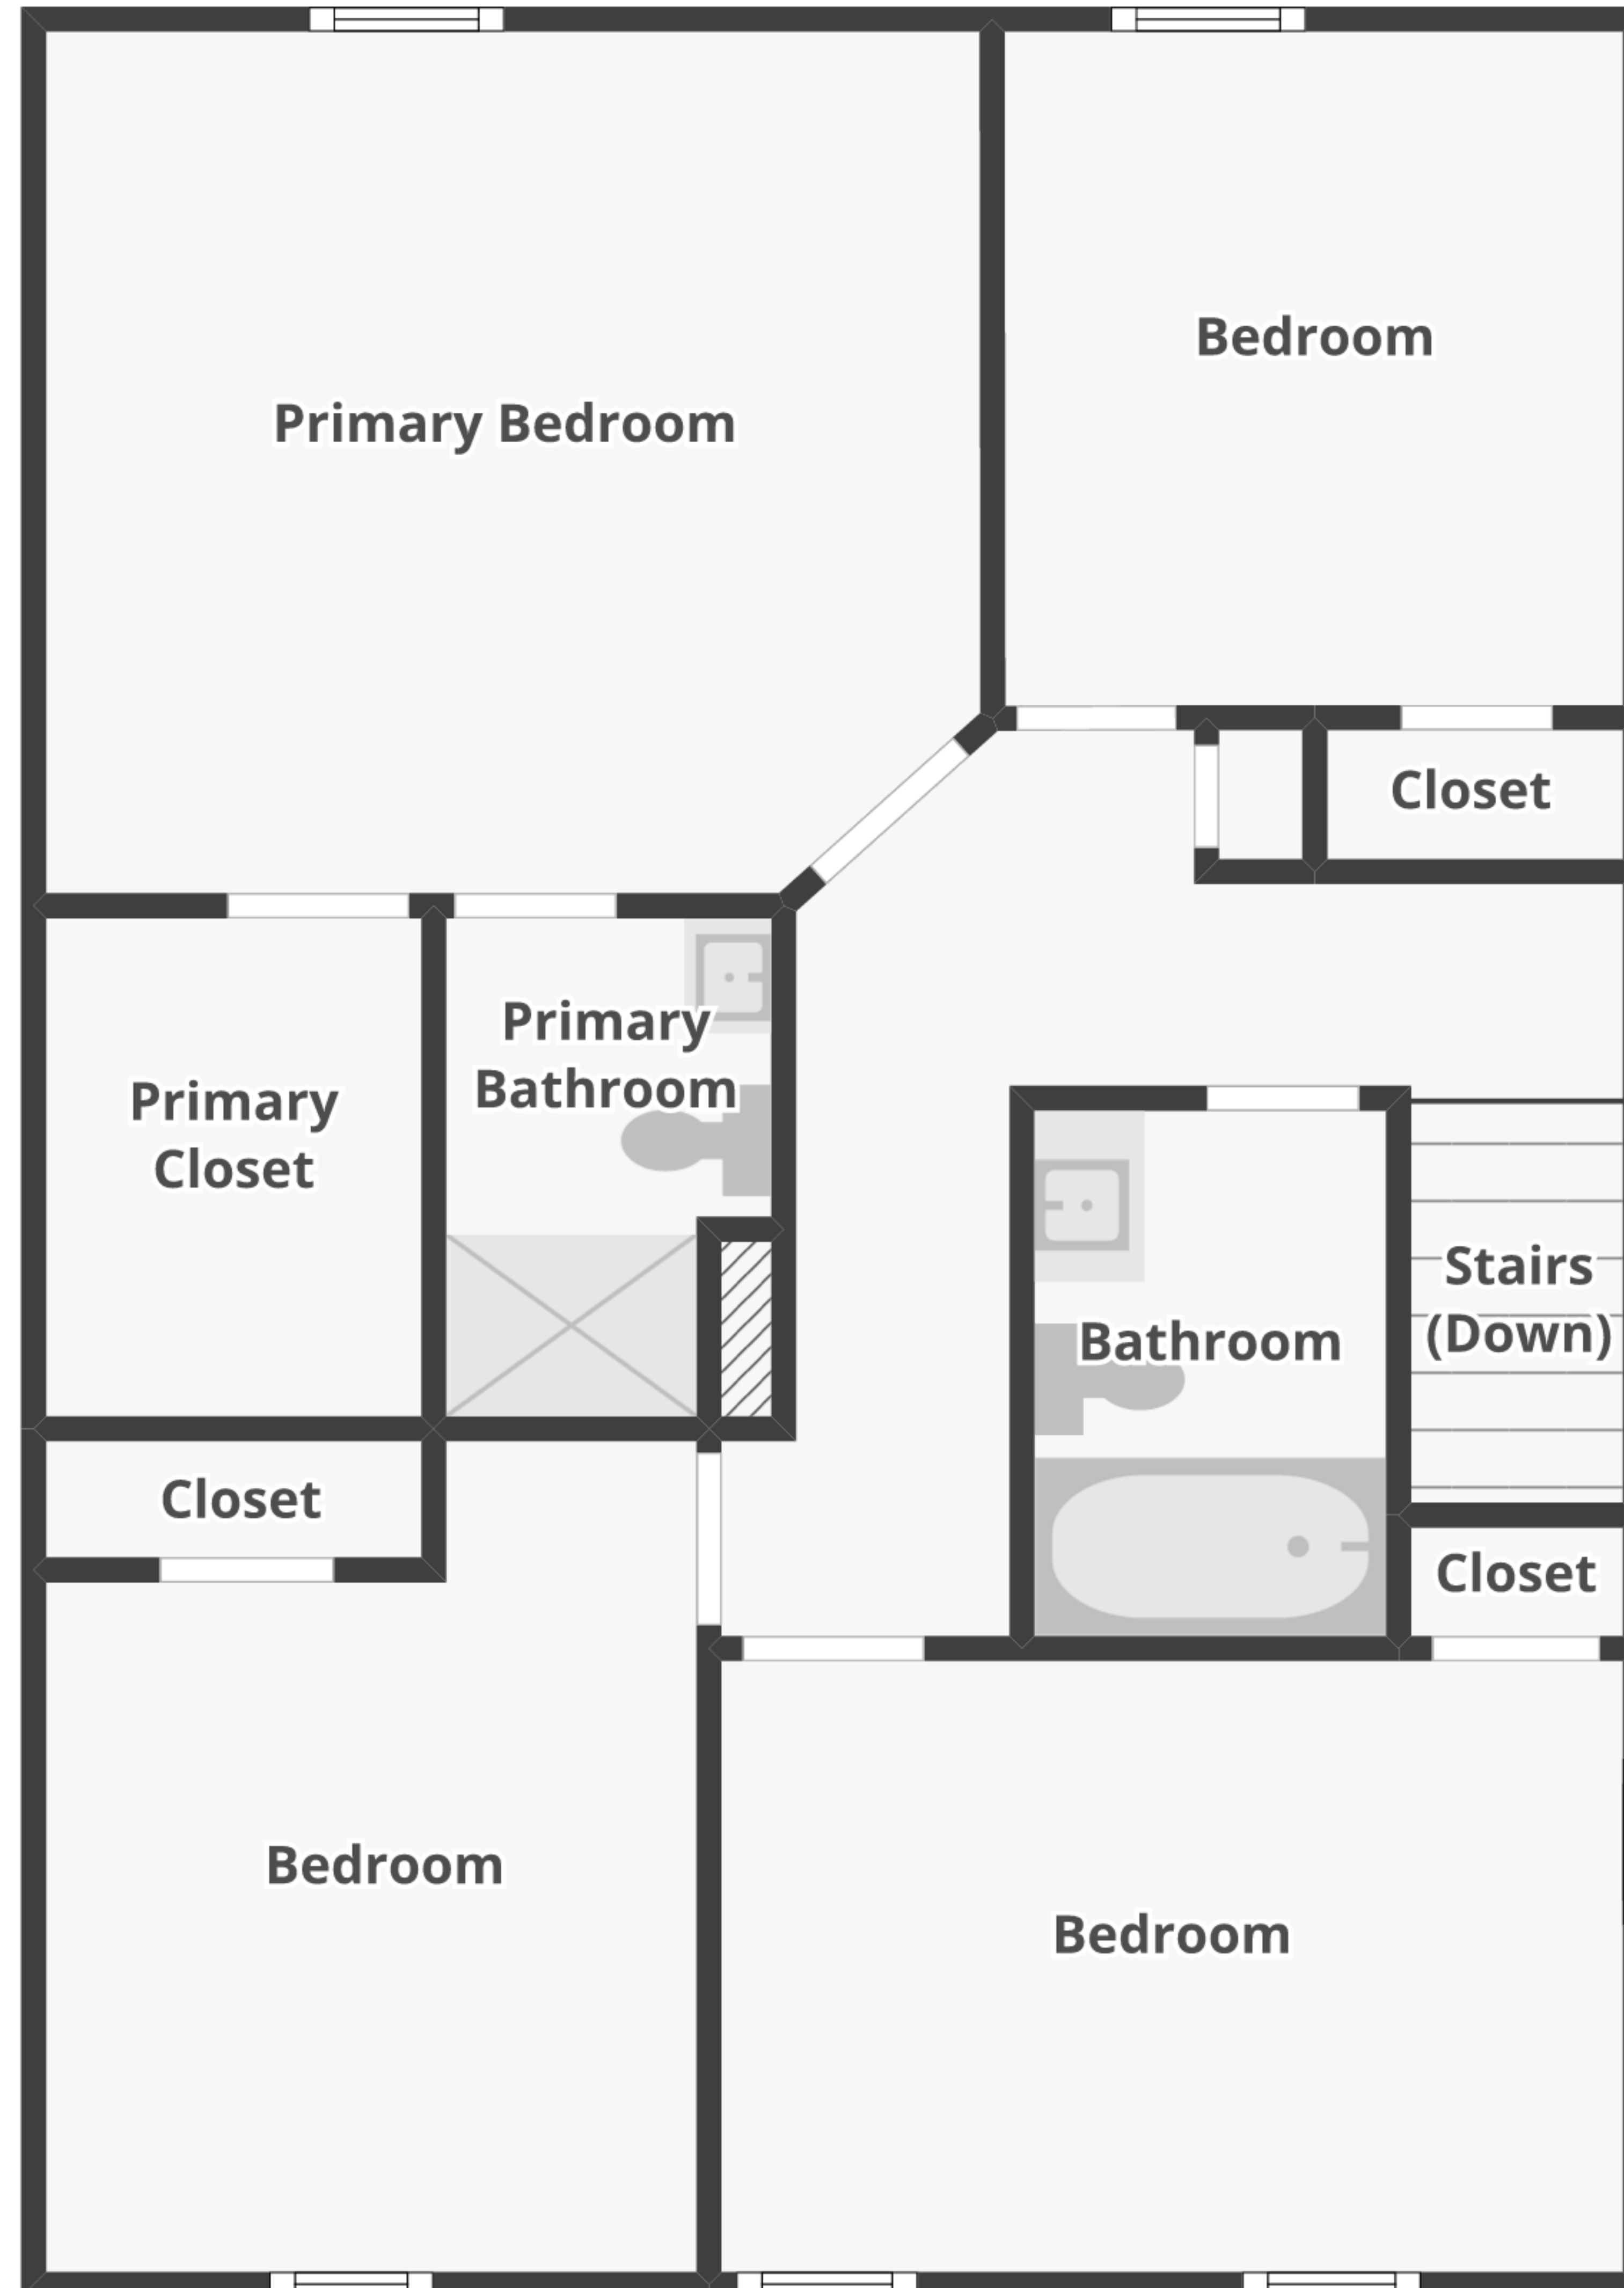 Bedroom
Primary Bedroom
Closet
Primary
Bathroom
Primary
Closet
Stairs
(Down)
Bathroom
Closet
Closet
Bedroom
Bedroom